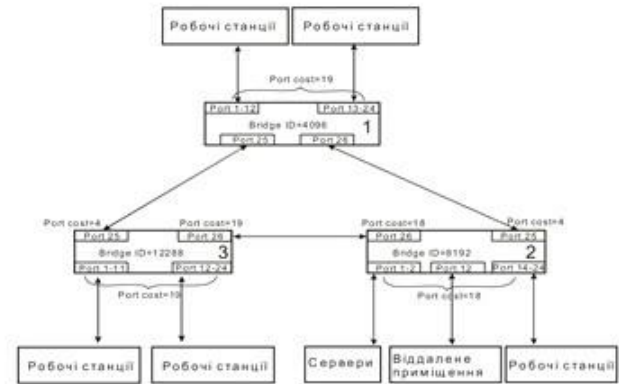 Робочі станції
Робочі станції
Port cost=19
Port 1-12
Port 13-24
Bridge ID=4096
1
Port 25
Port 26
Port cost=4
Port cost=19
Port cost=18
Port cost=4
Port 25
Port 26
Port 26
Port 25
Bridge ID=12288
3
Bridge ID=8192
2
Port 1-11
Port 12-24
Port 1-2
Port 12
Port 14-24
Port cost=19
Port cost=18
Робочі станції
Робочі станції
Сервери
Віддалене
приміщення
Робочі станції